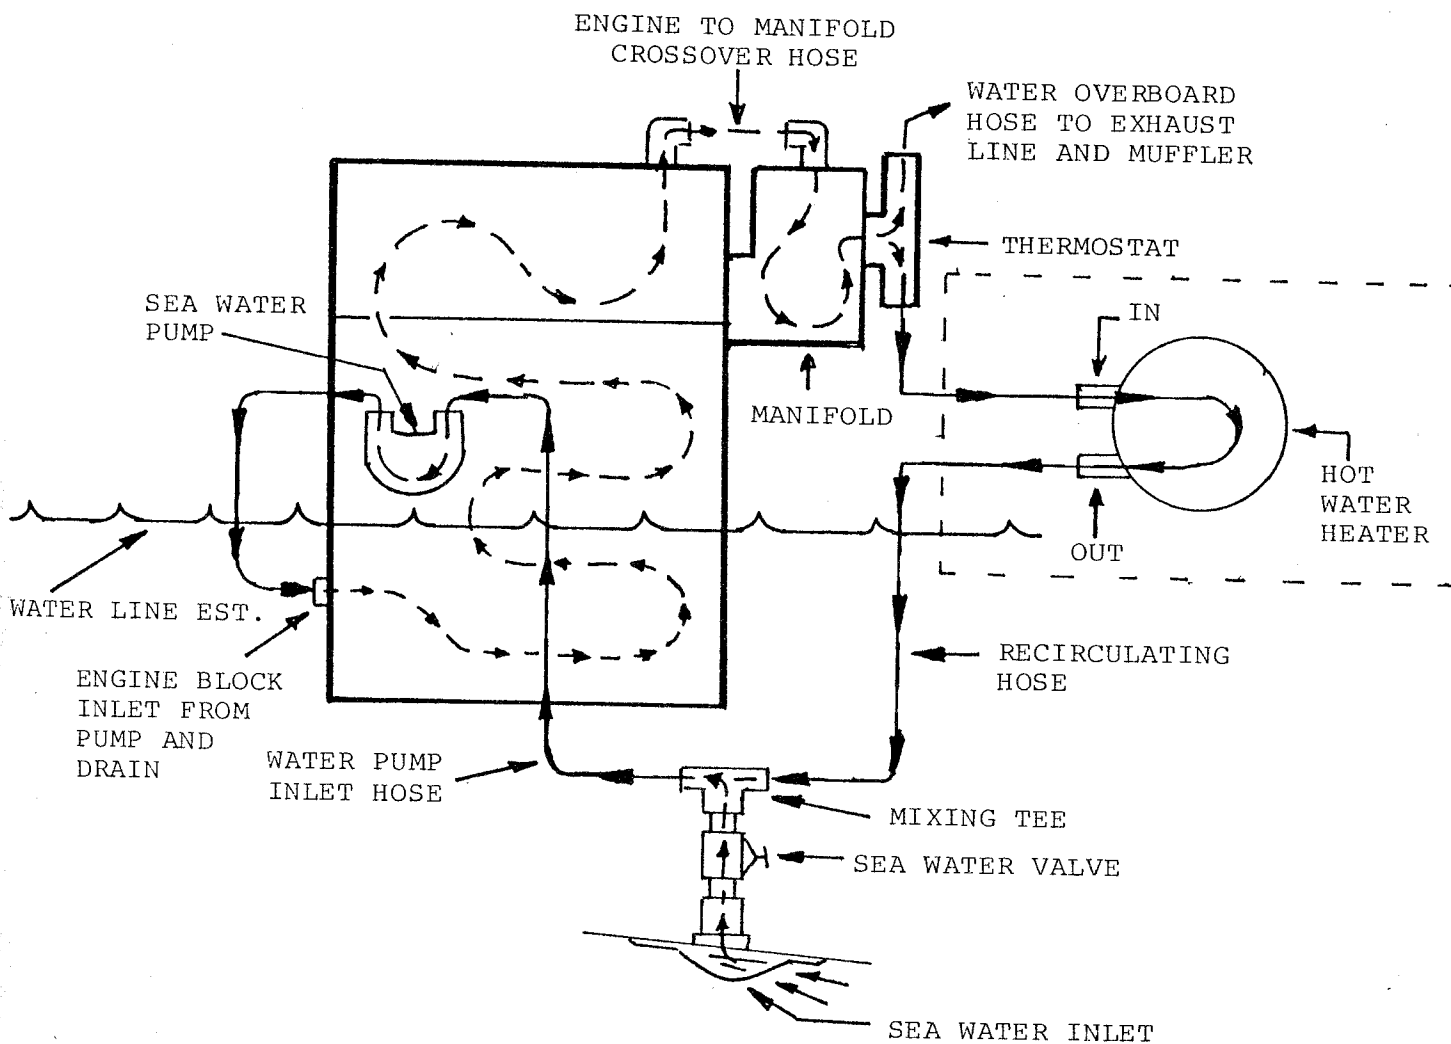 ENGINE TO MANIFOLD
CROSSOVER HOSE
WATER OVERBOARD
HOSE TO EXHAUST
LINE AND MUFFLER
THERMOSTAT
SEA WATER
PUMP
IN
MANIFOLD
HOT
WATER
HEATER
OUT
WATER LINE EST.
ENGINE BLOCK
INLET FROM
PUMP AND
DRAIN
RECIRCULATING
HOSE
WATER PUMP
INLET HOSE
MIXING TEE
SEA WATER VALVE
SEA WATER INLET